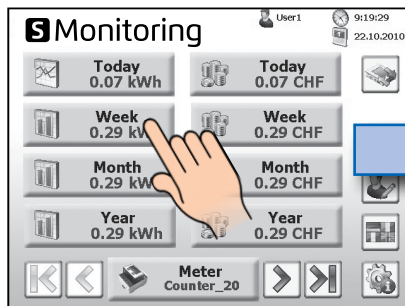 S Monitoring
User1
9:19:29
22.10.2010
Today
0.07 kWh
Today
0.07 CHF
Week
0.29 kWh
Week
0.29 CHF
Month
0.29 kW
Month
0.29 CHF
Year
0.29 kWh
Year
0.29 CHF
Meter
Counter_20